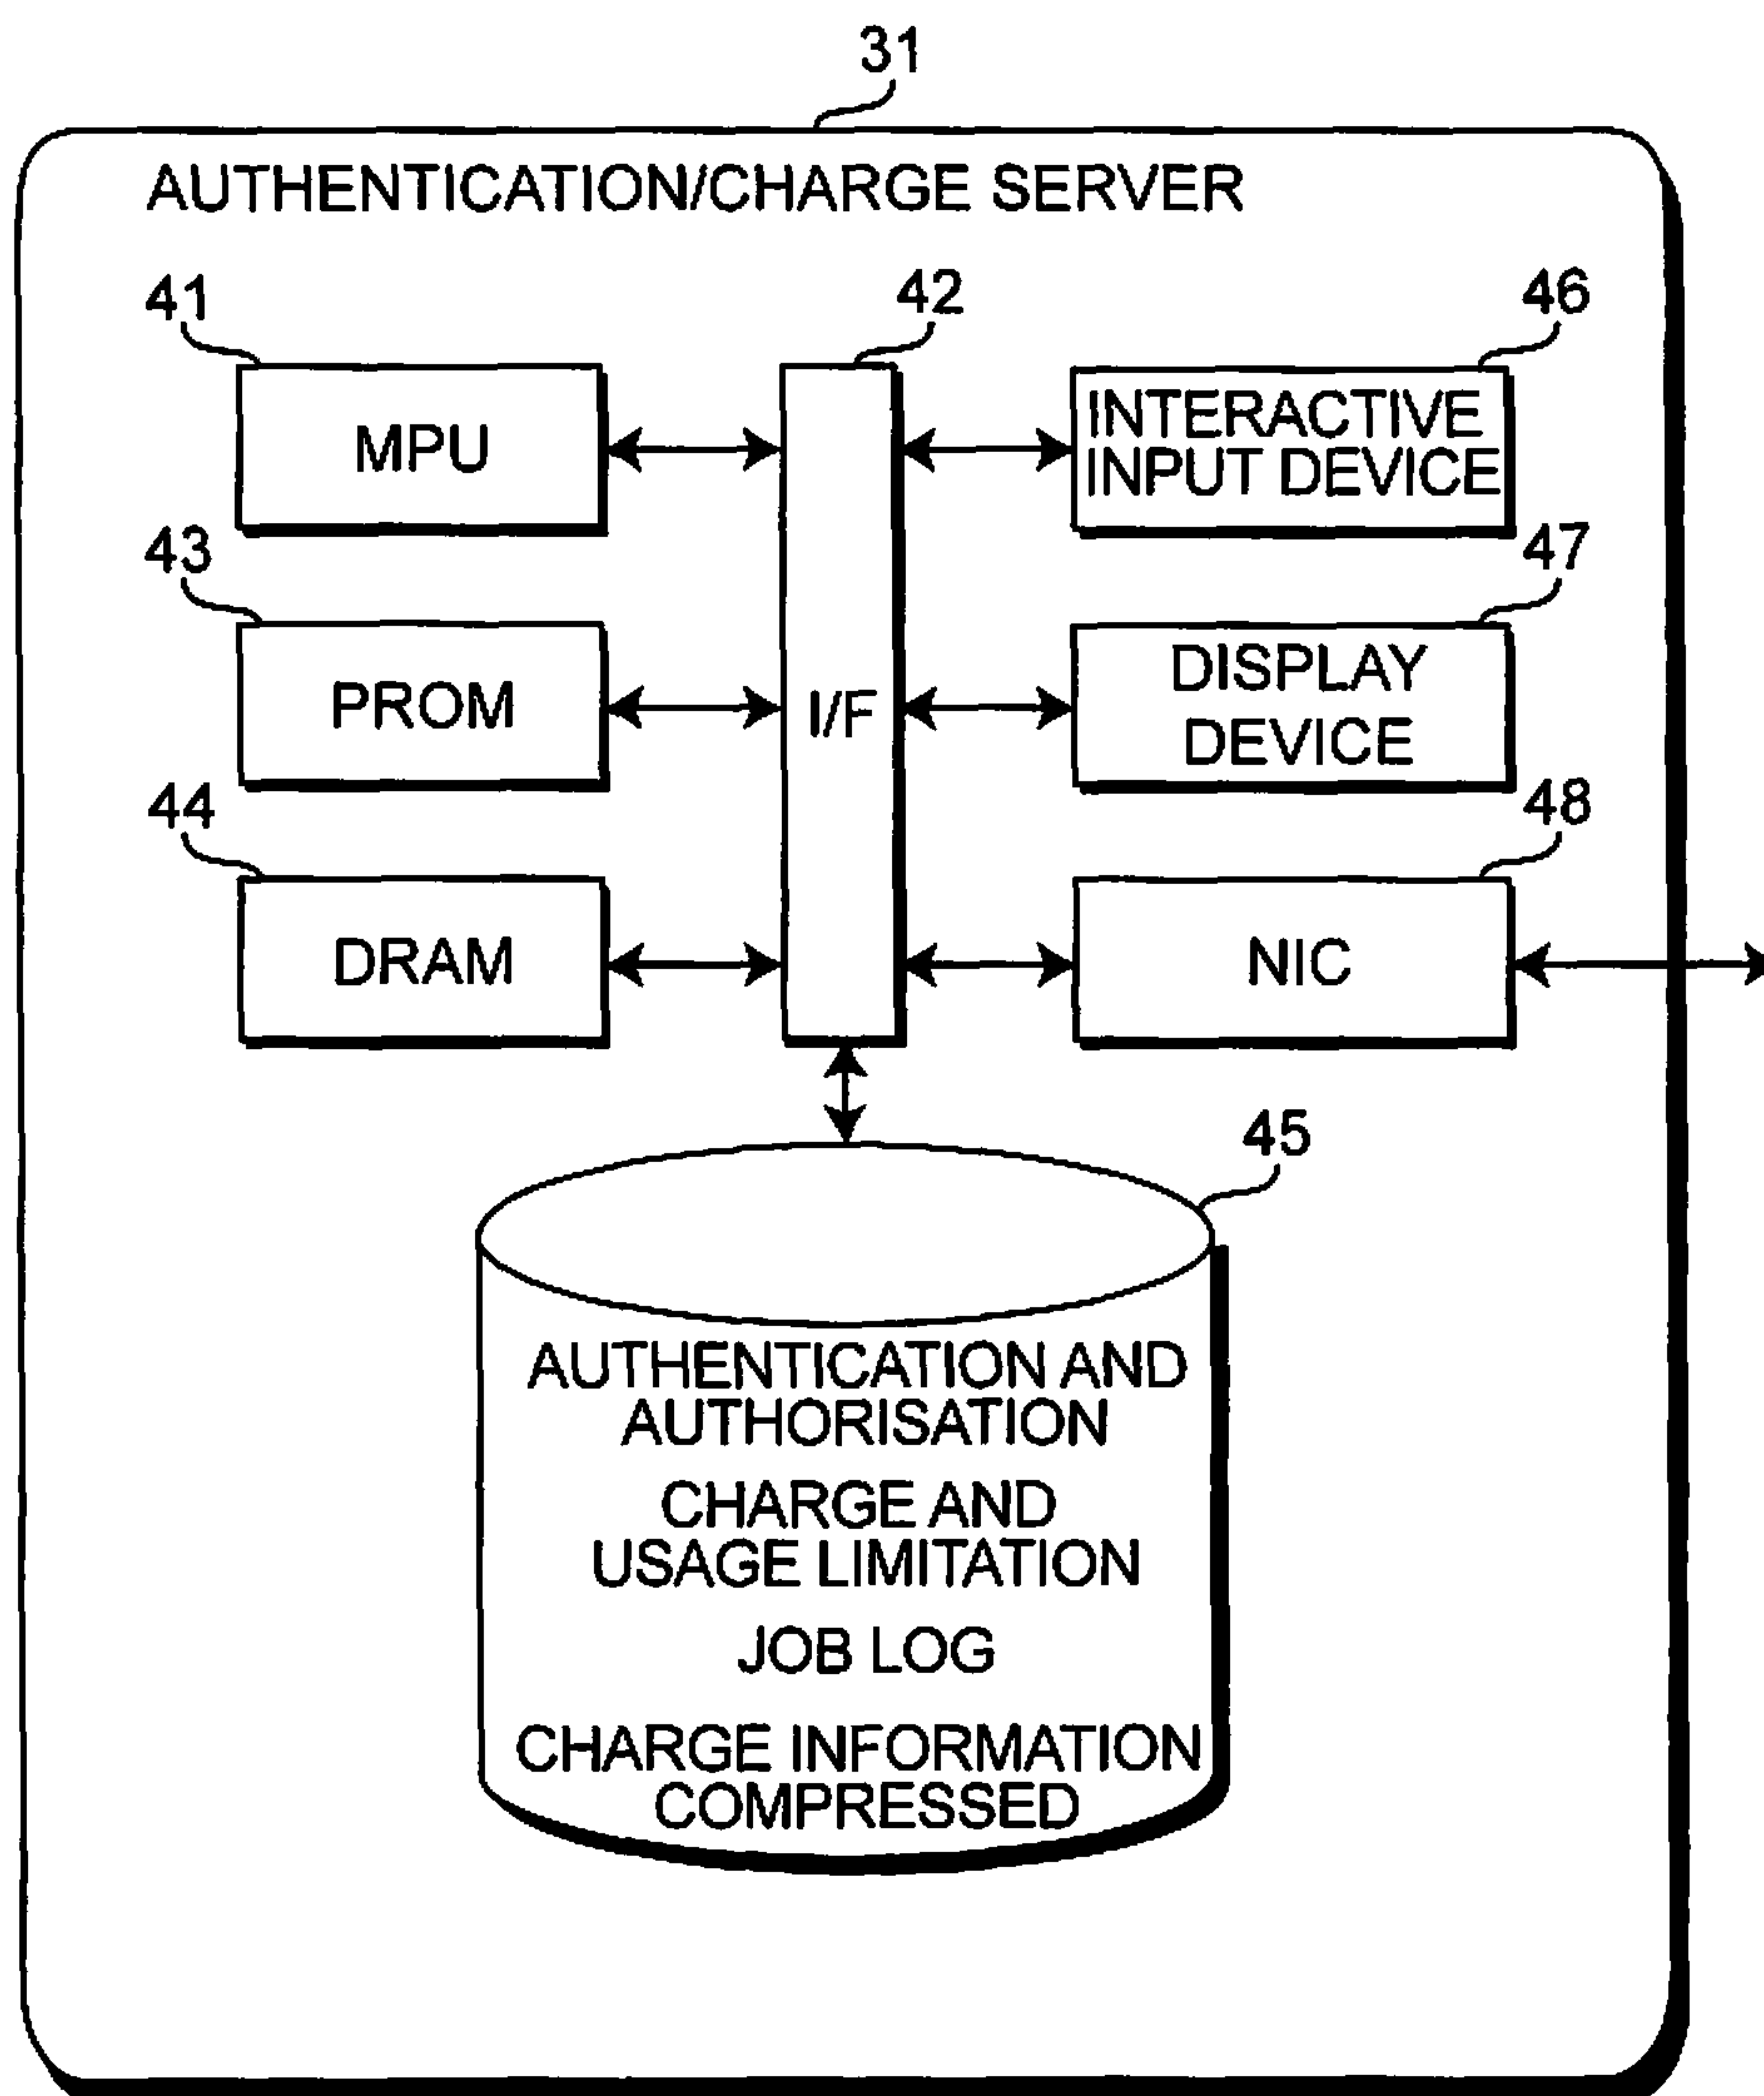 31
AUTHENTICATION/CHARGE SERVER
41
42
46
MPU
INTERACTIVE
INPUT DEVICE
43
47
PROM
I/F
DISPLAY
DEVICE
44
48
DRAM
NIC
45
AUTHENTICATION AND
AUTHORISATION
CHARGE AND
USAGE LIMITATION
JOB LOG
CHARGE INFORMATION
COMPRESSED